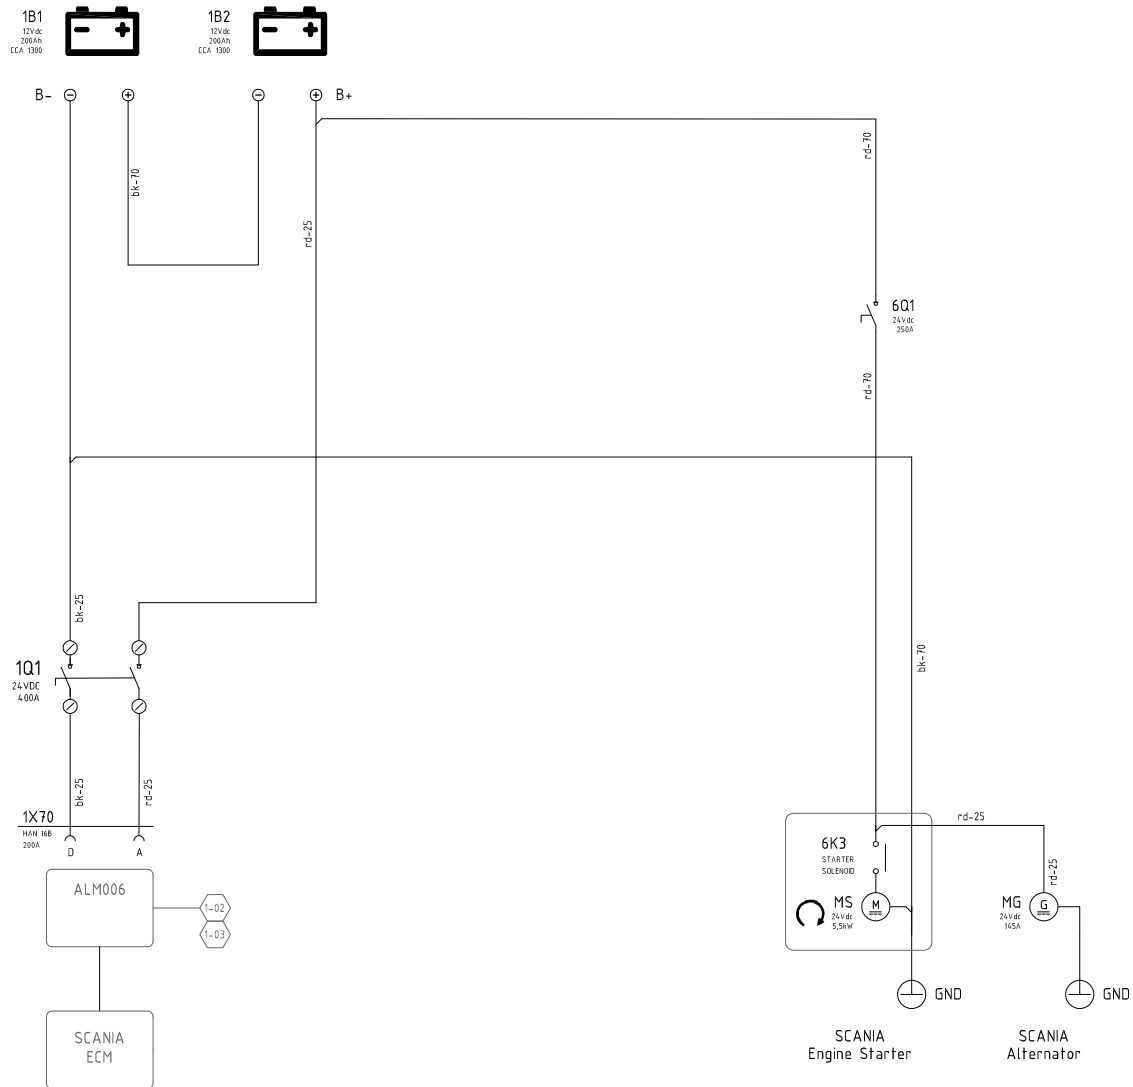 1B1
12Vdc
200Ah
CCA 1300
1B2
12Vdc
200Ah
CCA 1300
B-
B+
bk-70
rd-25
rd-70
6Q1
24Vdc
250A
rd-70
bk-25
bk-70
1Q1
24VDC
400A
bk-25
rd-25
1X70
HAN 16B
200A
D
A
ALM006
1-02
1-03
SCANIA
ECM
rd-25
rd-25
6K3
STARTER
SOLENOID
MS
24Vdc
5,5kW
M
MG
24Vdc
145A
G
GND
GND
SCANIA
Engine Starter
SCANIA
Alternator